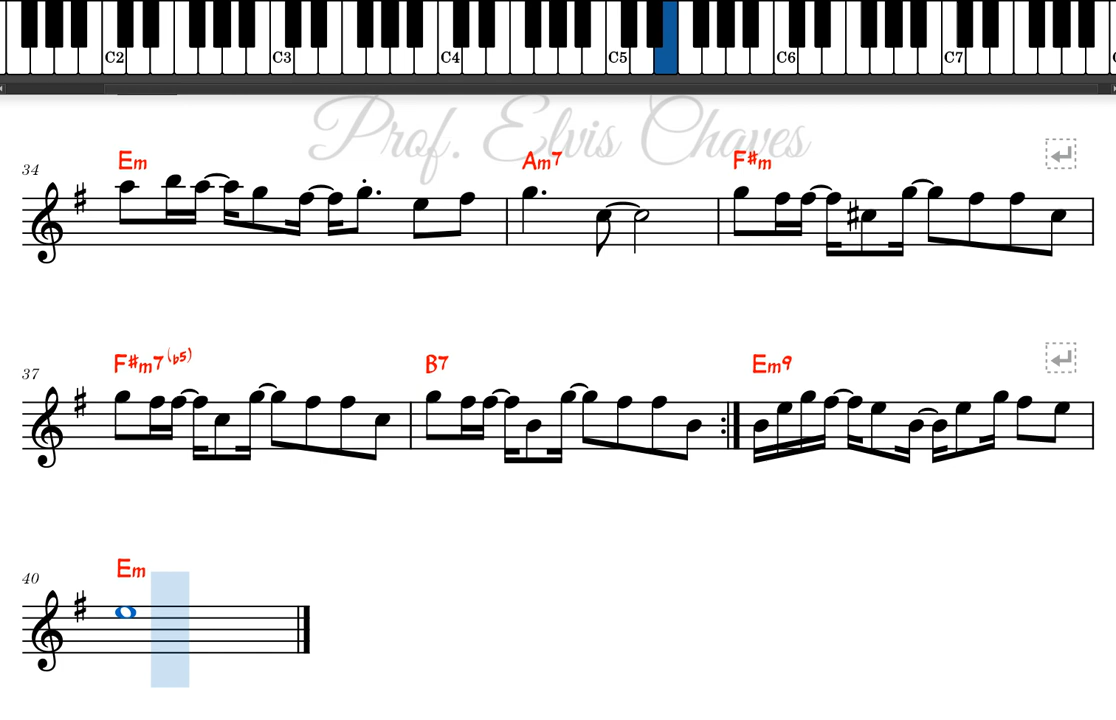 C2 C3 C4 C5 C6 C7
Prof. Elvis Chaves
Em Am7 F#m
34
F#m7(b5) B7 Em9
37
Em
40